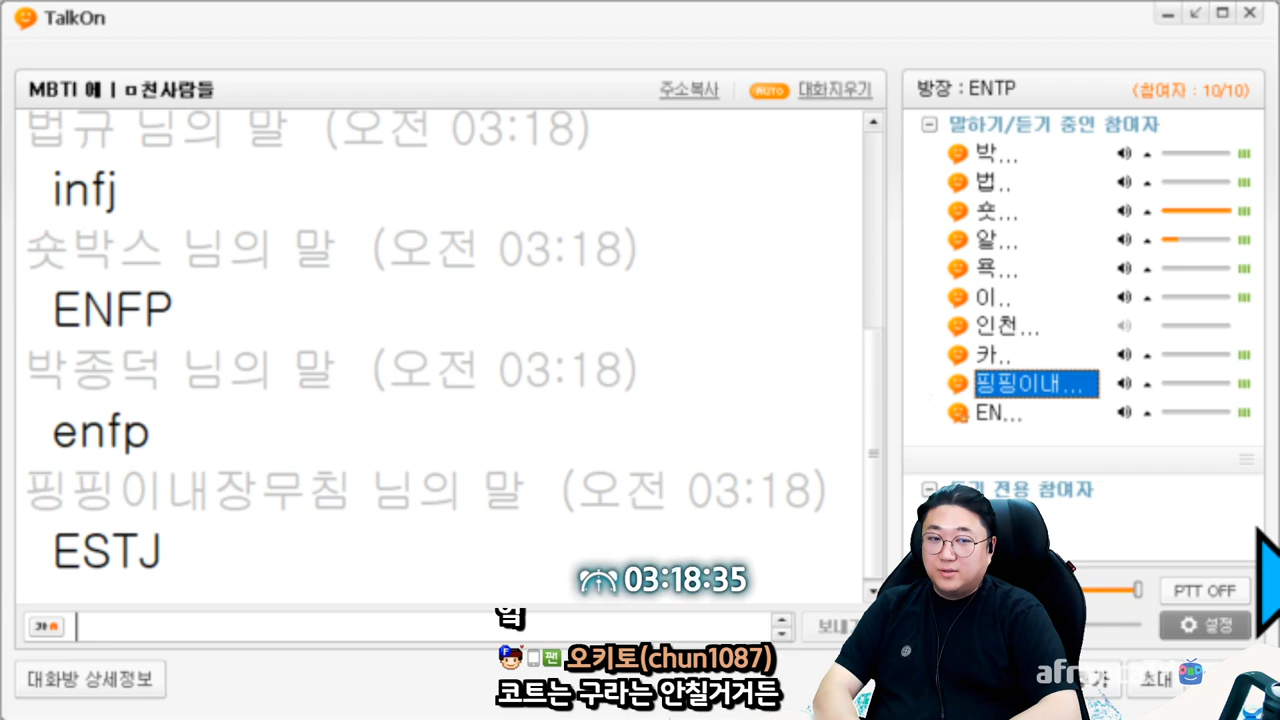 TalkOn
MBTI 에 ㅣㅁ천사람들
주소복사
AUTO
대화지우기
법규 님의 말 (오전 03:18)
infj
숏박스 님의 말 (오전 03:18)
ENFP
박종덕 님의 말 (오전 03:18)
enfp
핑핑이내장무침 님의 말 (오전 03:18)
ESTJ
방장 : ENTP
(참여자 : 10/10)
말하기/듣기 중인 참여자
박...
법..
숏...
알...
욕...
이..
인천...
카..
핑핑이내...
EN...
전용 참여자
03:18:35
PTT OFF
설정
팬 오키토(chun1087)
코트는 구라는 안칠거거든
대화방 상세정보
초대